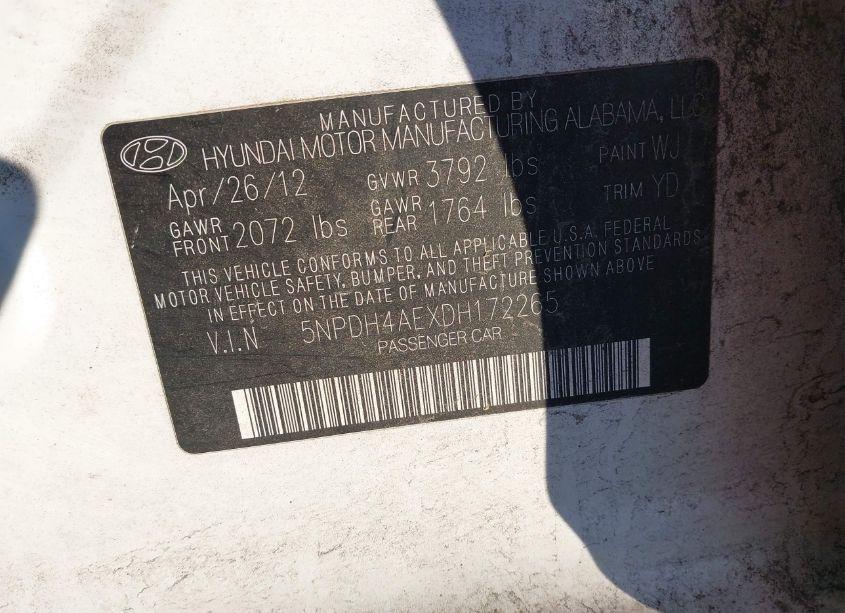 MANUFACTURED BY
HYUNDAI MOTOR MANUFACTURING ALABAMA, LLC
Apr/26/12 GVWR 3792 lbs PAINT WJ
GAWR FRONT 2072 lbs GAWR REAR 1764 lbs TRIM YD
THIS VEHICLE CONFORMS TO ALL APPLICABLE U.S.A. FEDERAL
MOTOR VEHICLE SAFETY, BUMPER, AND THEFT PREVENTION STANDARDS
IN EFFECT ON THE DATE OF MANUFACTURE SHOWN ABOVE
V.I.N 5NPDH4AEXDH172265
PASSENGER CAR